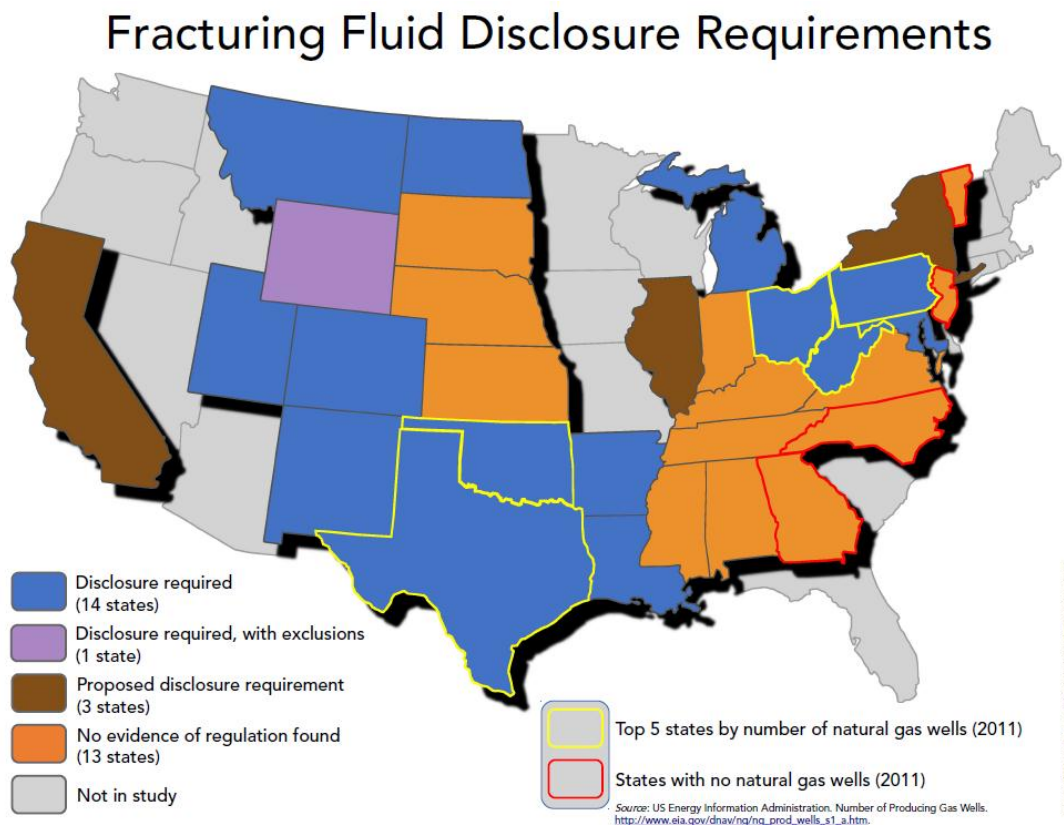 Fracturing Fluid Disclosure Requirements
Disclosure required
(14 states)
Disclosure required, with exclusions
(1 state)
Proposed disclosure requirement
(3 states)
No evidence of regulation found
(13 states)
Not in study
Top 5 states by number of natural gas wells (2011)
States with no natural gas wells (2011)
Source: US Energy Information Administration. Number of Producing Gas Wells.
http://www.eia.gov/dnav/ng/ng_prod_wells_s1_a.htm.